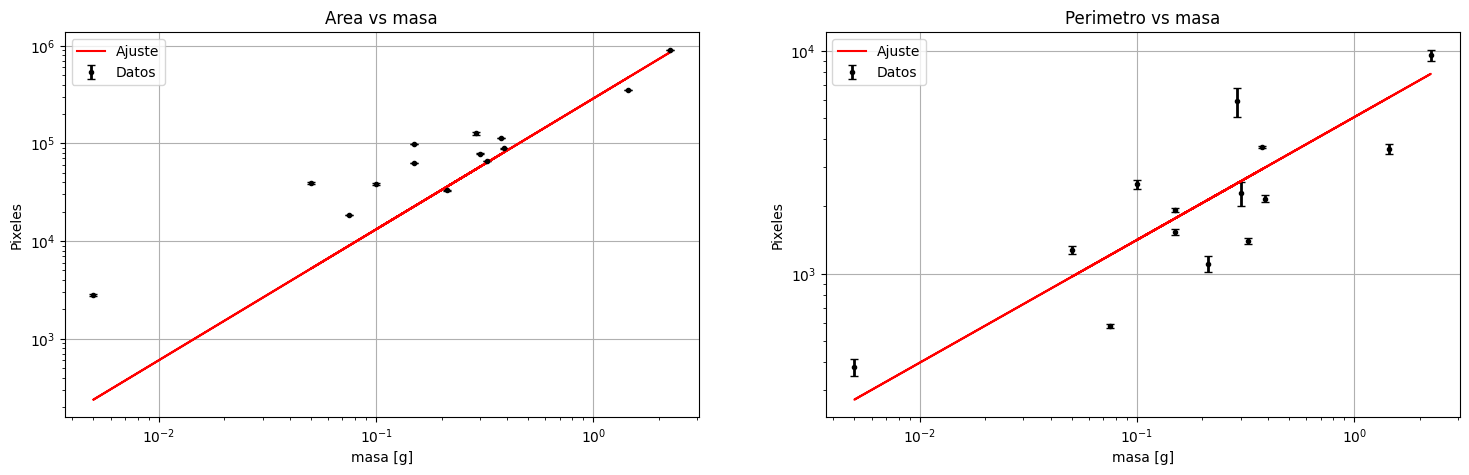 Area vs masa
Ajuste
Datos
Pixeles
10^6
10^5
10^4
10^3
10^-2
10^-1
10^0
masa [g]
Perimetro vs masa
Ajuste
Datos
Pixeles
10^4
10^3
10^-2
10^-1
10^0
masa [g]